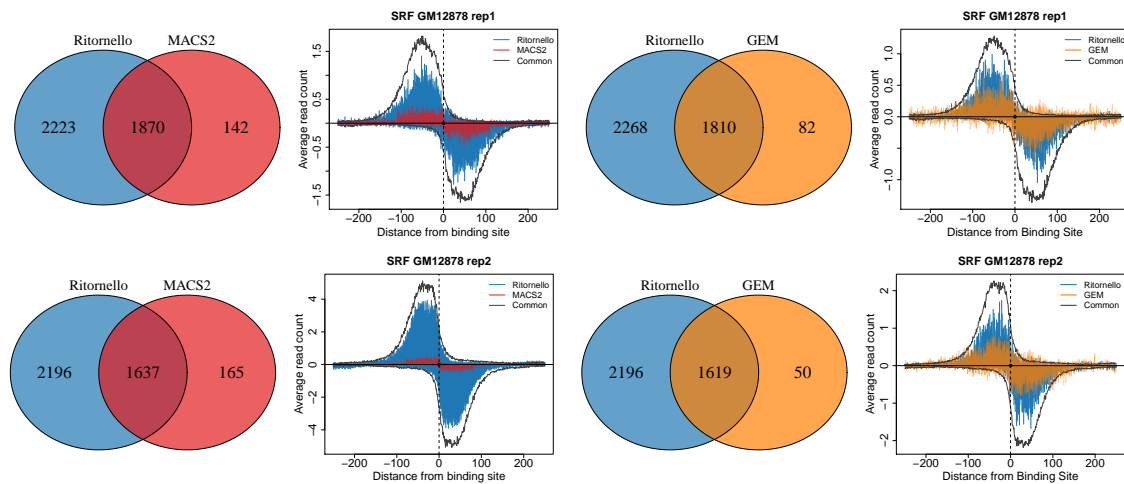 Ritornello
MACS2
2223
1870
142
SRF GM12878 rep1
Ritornello
MACS2
Common
Average read count
1.5
0.5
−0.5
−1.5
−200
−100
0
100
200
Distance from binding site
Ritornello
GEM
2268
1810
82
SRF GM12878 rep1
Ritornello
GEM
Common
Average read count
1.0
0.0
−1.0
−200
−100
0
100
200
Distance from Binding Site
Ritornello
MACS2
2196
1637
165
SRF GM12878 rep2
Ritornello
MACS2
Common
Average read count
4
2
0
−2
−4
−200
−100
0
100
200
Distance from binding site
Ritornello
GEM
2196
1619
50
SRF GM12878 rep2
Ritornello
GEM
Common
Average read count
2
1
0
−1
−2
−200
−100
0
100
200
Distance from Binding Site